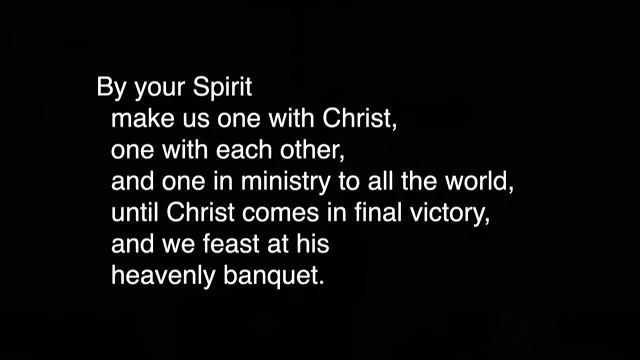 By your Spirit
make us one with Christ,
one with each other,
and one in ministry to all the world,
until Christ comes in final victory,
and we feast at his
heavenly banquet.